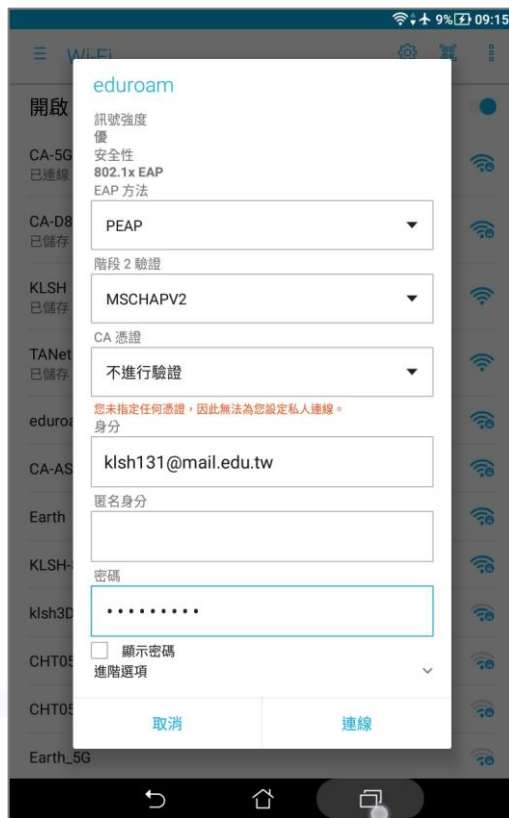 9% 09:15
Wi-Fi
eduroam
開啟
訊號強度
優
安全性
802.1x EAP
EAP 方法
PEAP
階段 2 驗證
MSCHAPV2
CA 憑證
不進行驗證
您未指定任何憑證，因此無法為您設定私人連線。
身分
klsh131@mail.edu.tw
匿名身分
密碼
•••••••••
顯示密碼
進階選項
取消 連線
CA-5G
已連線
CA-D8
已儲存
KLSH
已儲存
TANet
已儲存
eduroa
CA-AS
Earth
KLSH-
klsh3D
CHT05
CHT05
Earth_5G